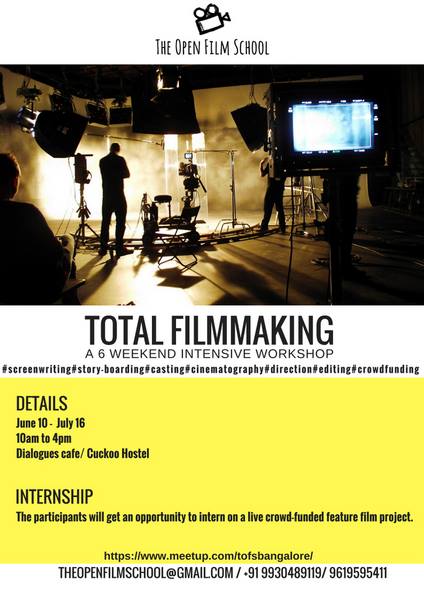 THE OPEN FILM SCHOOL
TOTAL FILMMAKING
A 6 WEEKEND INTENSIVE WORKSHOP
#screenwriting#story-boarding#casting#cinematography#direction#editing#crowdfunding
DETAILS
June 10 - July 16
10am to 4pm
Dialogues cafe/ Cuckoo Hostel
INTERNSHIP
The participants will get an opportunity to intern on a live crowd-funded feature film project.
https://www.meetup.com/tofsbangalore/
THEOPENFILMSCHOOL@GMAIL.COM / +91 9930489119/ 9619595411